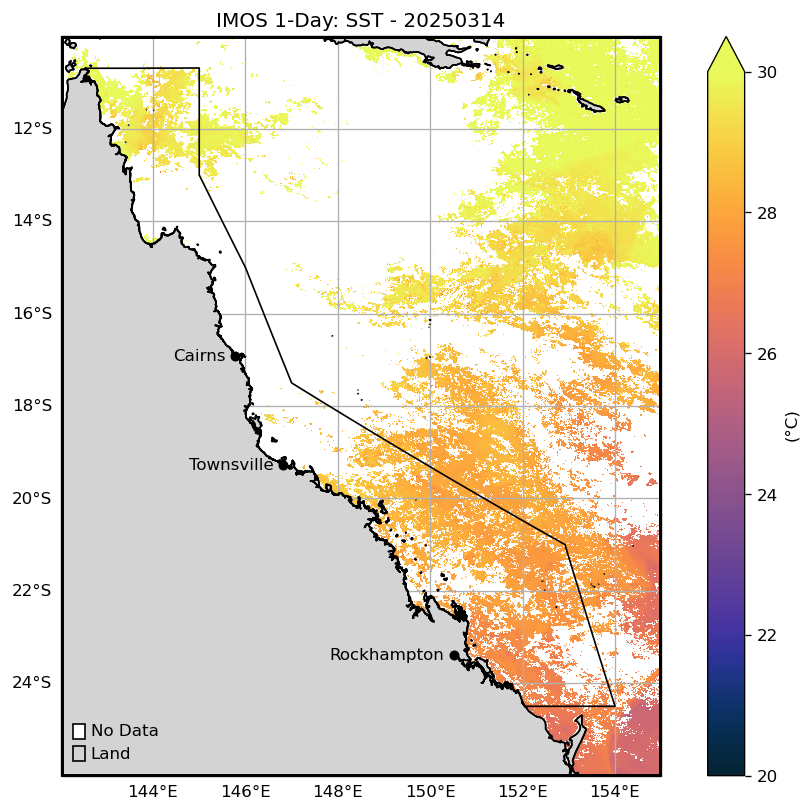 IMOS 1-Day: SST - 20250314
30
12°S
14°S
28
16°S
Cairns
26
18°S
(°C)
Townsville
20°S
24
22°S
22
Rockhampton
24°S
No Data
Land
20
144°E 146°E 148°E 150°E 152°E 154°E